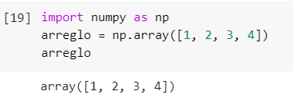 [19] import numpy as np
arreglo = np.array([1, 2, 3, 4])
arreglo
array([1, 2, 3, 4])